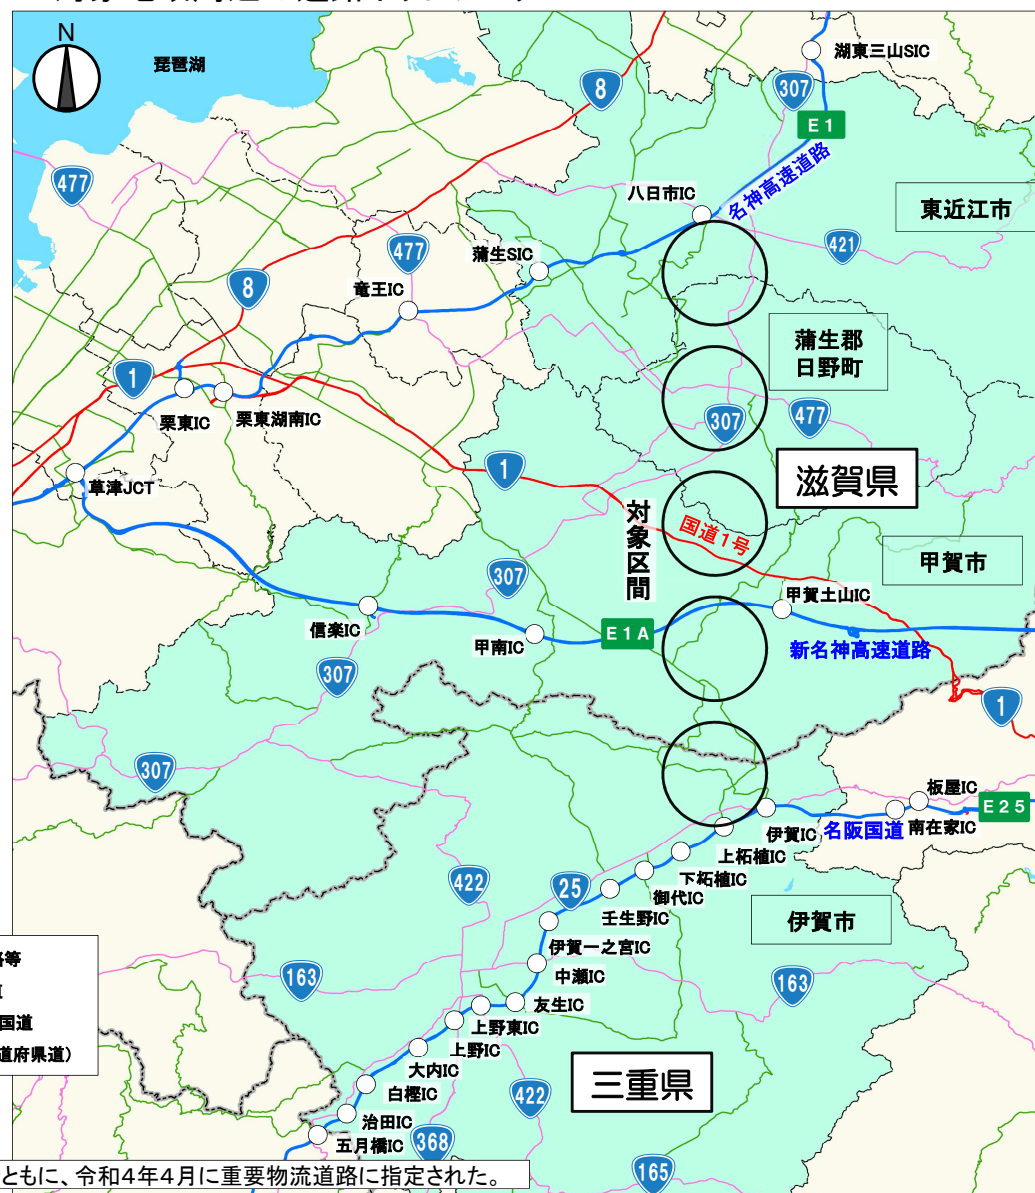 N
琵琶湖
湖東三山SIC
8
307
E1
477
八日市IC
名神高速道路
東近江市
477
蒲生SIC
421
8
竜王IC
蒲生郡
日野町
1
栗東IC
栗東湖南IC
307
477
草津JCT
1
滋賀県
対象区間
国道1号
甲賀市
307
甲賀土山IC
信楽IC
甲南IC
E1A
新名神高速道路
307
1
307
板屋IC
E25
伊賀IC
名阪国道
南在家IC
上柘植IC
422
25
下柘植IC
御代IC
壬生野IC
伊賀市
伊賀一之宮IC
等
163
中瀬IC
163
国道
友生IC
上野東IC
道府県道)
上野IC
大内IC
三重県
白樫IC
422
治田IC
五月橋IC
368
ともに、令和4年4月に重要物流道路に指定された。
165